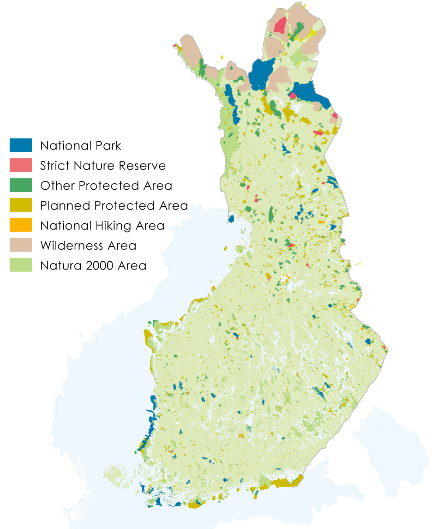 National Park
Strict Nature Reserve
Other Protected Area
Planned Protected Area
National Hiking Area
Wilderness Area
Natura 2000 Area